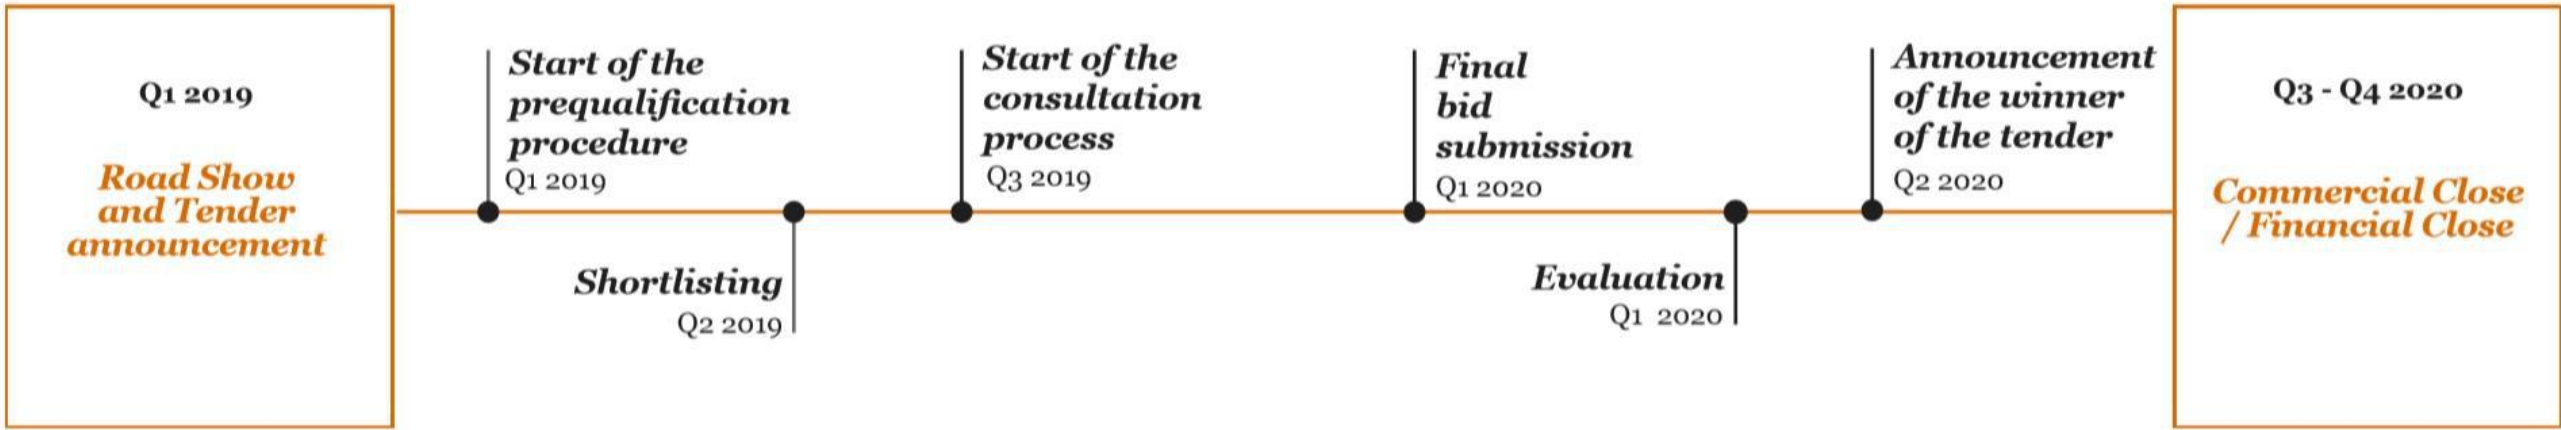 Q1 2019
Road Show
and Tender
announcement
Start of the
prequalification
procedure
Q1 2019
Shortlisting
Q2 2019
Start of the
consultation
process
Q3 2019
Final
bid
submission
Q1 2020
Evaluation
Q1 2020
Announcement
of the winner
of the tender
Q2 2020
Q3 - Q4 2020
Commercial Close
/ Financial Close